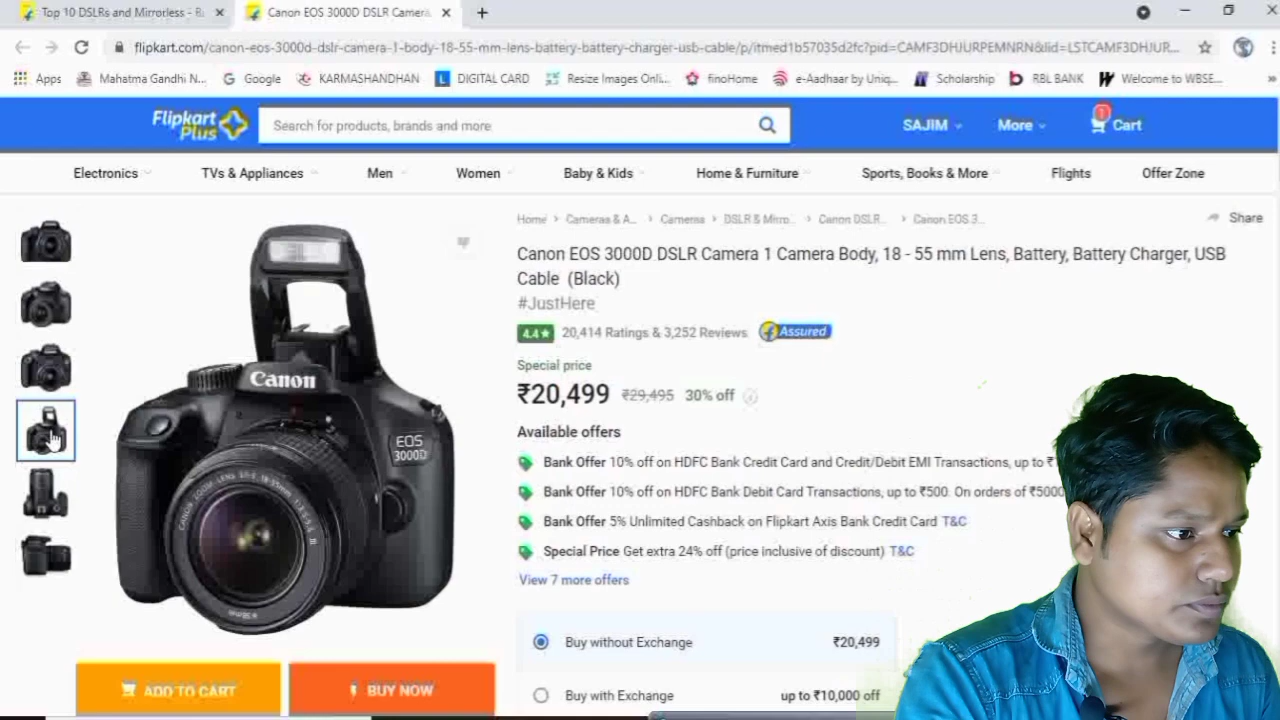 Top 10 DSLRs and Mirrorless - B
Canon EOS 3000D DSLR Camera
flipkart.com/canon-eos-3000d-dslr-camera-1-body-18-55-mm-lens-battery-battery-charger-usb-cable/p/itmed1b57035d2fc?pid=CAMF3DHJURPEMNRN&lid=LSTCAMF3DHJUR...
Apps Mahatma Gandhi N... Google KARMASHANDHAN DIGITAL CARD Resize Images Onli... finoHome e-Aadhaar by Uniq... Scholarship RBL BANK Welcome to WBSE...
Flipkart Plus Search for products, brands and more SAJIM More Cart
Electronics TVs & Appliances Men Women Baby & Kids Home & Furniture Sports, Books & More Flights Offer Zone
Home > Cameras & A... > Cameras > DSLR & Mirro... > Canon DSLR... > Canon EOS 3... Share
Canon EOS 3000D DSLR Camera 1 Camera Body, 18 - 55 mm Lens, Battery, Battery Charger, USB
Cable (Black)
#JustHere
4.4★ 20,414 Ratings & 3,252 Reviews Assured
Special price
₹20,499 ₹29,495 30% off
Available offers
Bank Offer 10% off on HDFC Bank Credit Card and Credit/Debit EMI Transactions, up to ₹
Bank Offer 10% off on HDFC Bank Debit Card Transactions, up to ₹500. On orders of ₹5000
Bank Offer 5% Unlimited Cashback on Flipkart Axis Bank Credit Card T&C
Special Price Get extra 24% off (price inclusive of discount) T&C
View 7 more offers
Buy without Exchange ₹20,499
Buy with Exchange up to ₹10,000 off
Canon
EOS
3000D
ADD TO CART
BUY NOW